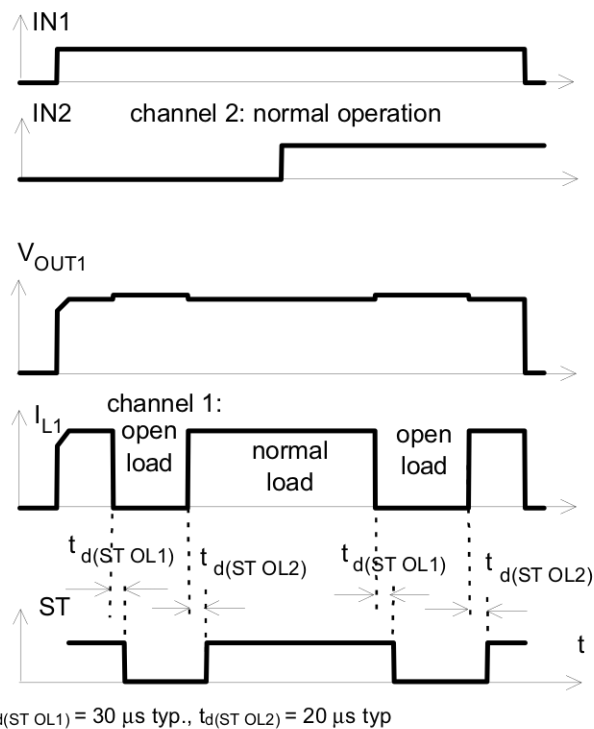 IN1
IN2 channel 2: normal operation
VOUT1
IL1
channel 1:
open
load
normal
load
open
load
td(ST OL1)
td(ST OL2)
td(ST OL1)
td(ST OL2)
ST
t
d(ST OL1) = 30 µs typ., td(ST OL2) = 20 µs typ